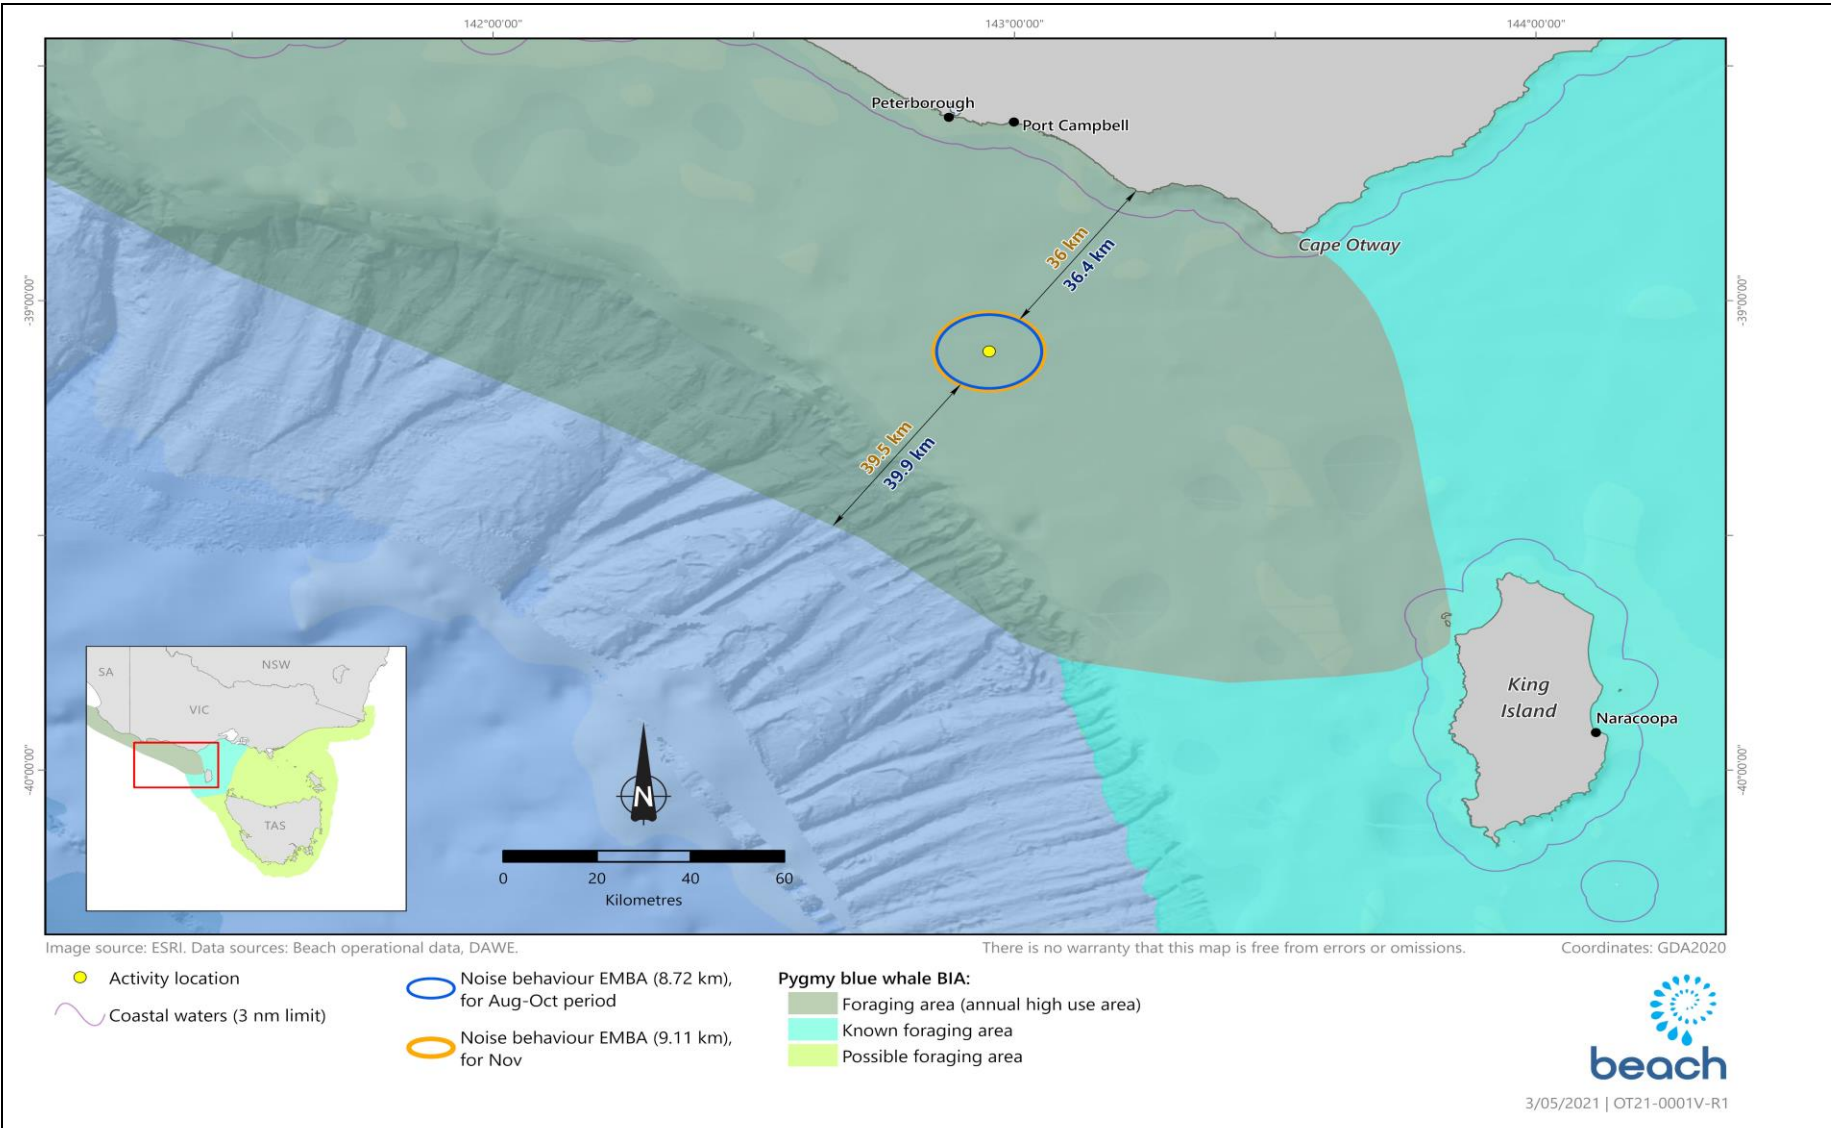 142°00'00"
143°00'00"
144°00'00"
Peterborough
Port Campbell
Cape Otway
36 km
36.4 km
-39°00'00"
-39°00'00"
39.5 km
39.9 km
King
Island
Naracoopa
SA
NSW
VIC
TAS
-40°00'00"
-40°00'00"
N
0 20 40 60
Kilometres
Image source: ESRI. Data sources: Beach operational data, DAWE.
There is no warranty that this map is free from errors or omissions.
Coordinates: GDA2020
Activity location
Coastal waters (3 nm limit)
Noise behaviour EMBA (8.72 km),
for Aug-Oct period
Noise behaviour EMBA (9.11 km),
for Nov
Pygmy blue whale BIA:
Foraging area (annual high use area)
Known foraging area
Possible foraging area
beach
3/05/2021 | OT21-0001V-R1